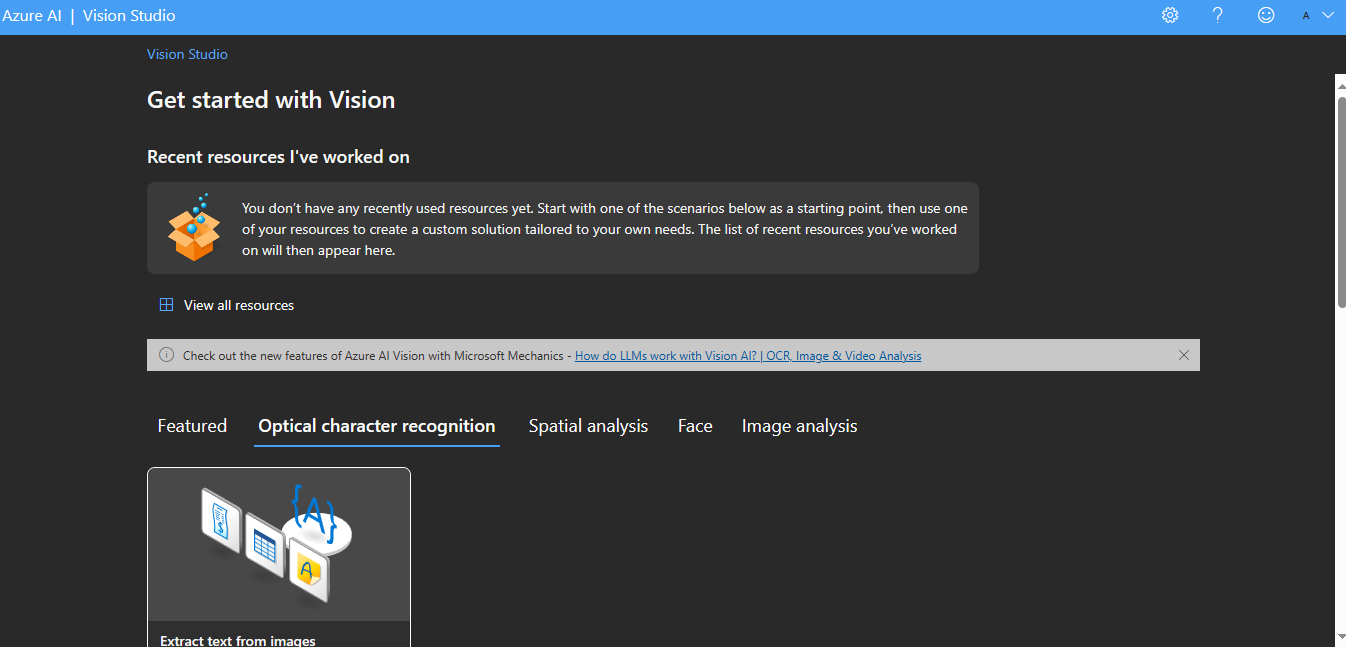 Azure AI | Vision Studio
A
Vision Studio
Get started with Vision
Recent resources I've worked on
You don’t have any recently used resources yet. Start with one of the scenarios below as a starting point, then use one
of your resources to create a custom solution tailored to your own needs. The list of recent resources you’ve worked
on will then appear here.
View all resources
Check out the new features of Azure AI Vision with Microsoft Mechanics - How do LLMs work with Vision AI? | OCR, Image & Video Analysis
Featured Optical character recognition Spatial analysis Face Image analysis
{A}
A
Extract text from images